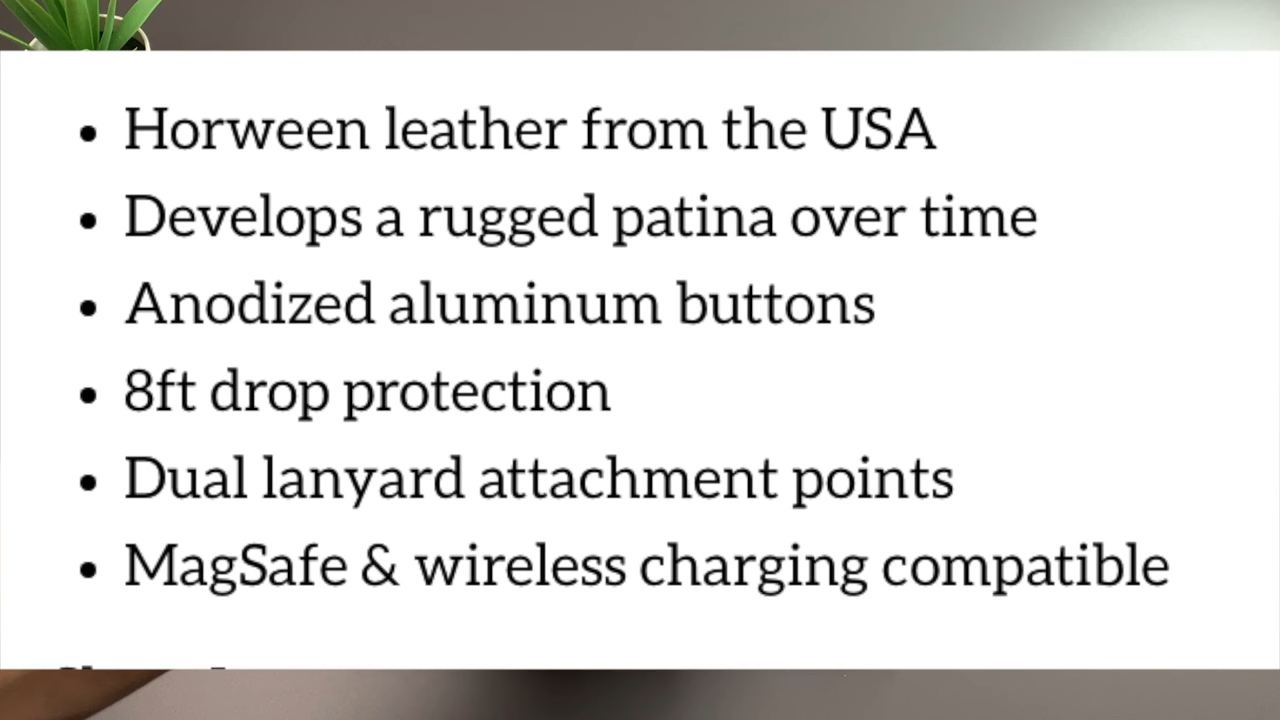 • Horween leather from the USA
• Develops a rugged patina over time
• Anodized aluminum buttons
• 8ft drop protection
• Dual lanyard attachment points
• MagSafe & wireless charging compatible